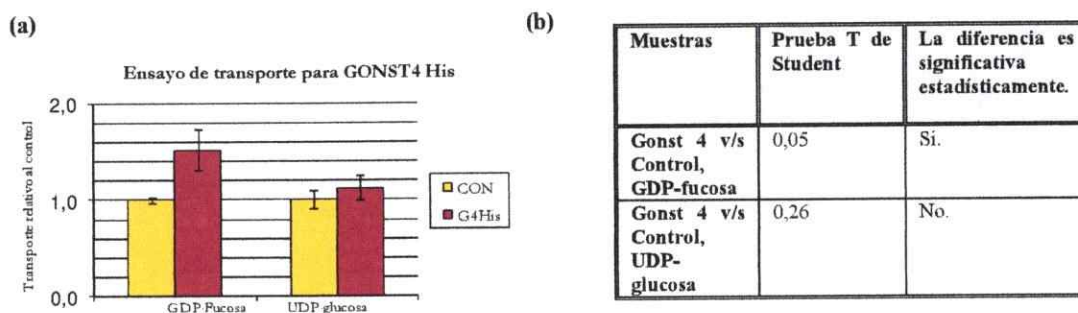 (a)
Ensayo de transporte para GONST4 His
Transporte relativo al control
2,0
1,0
0,0
GDP-Fucosa
UDP-glucosa
CON
G4His
(b)
Muestras
Prueba T de
Student
La diferencia es
significativa
estadísticamente.
Gonst 4 v/s
Control,
GDP-fucosa
0,05
Si.
Gonst 4 v/s
Control,
UDP-
glucosa
0,26
No.